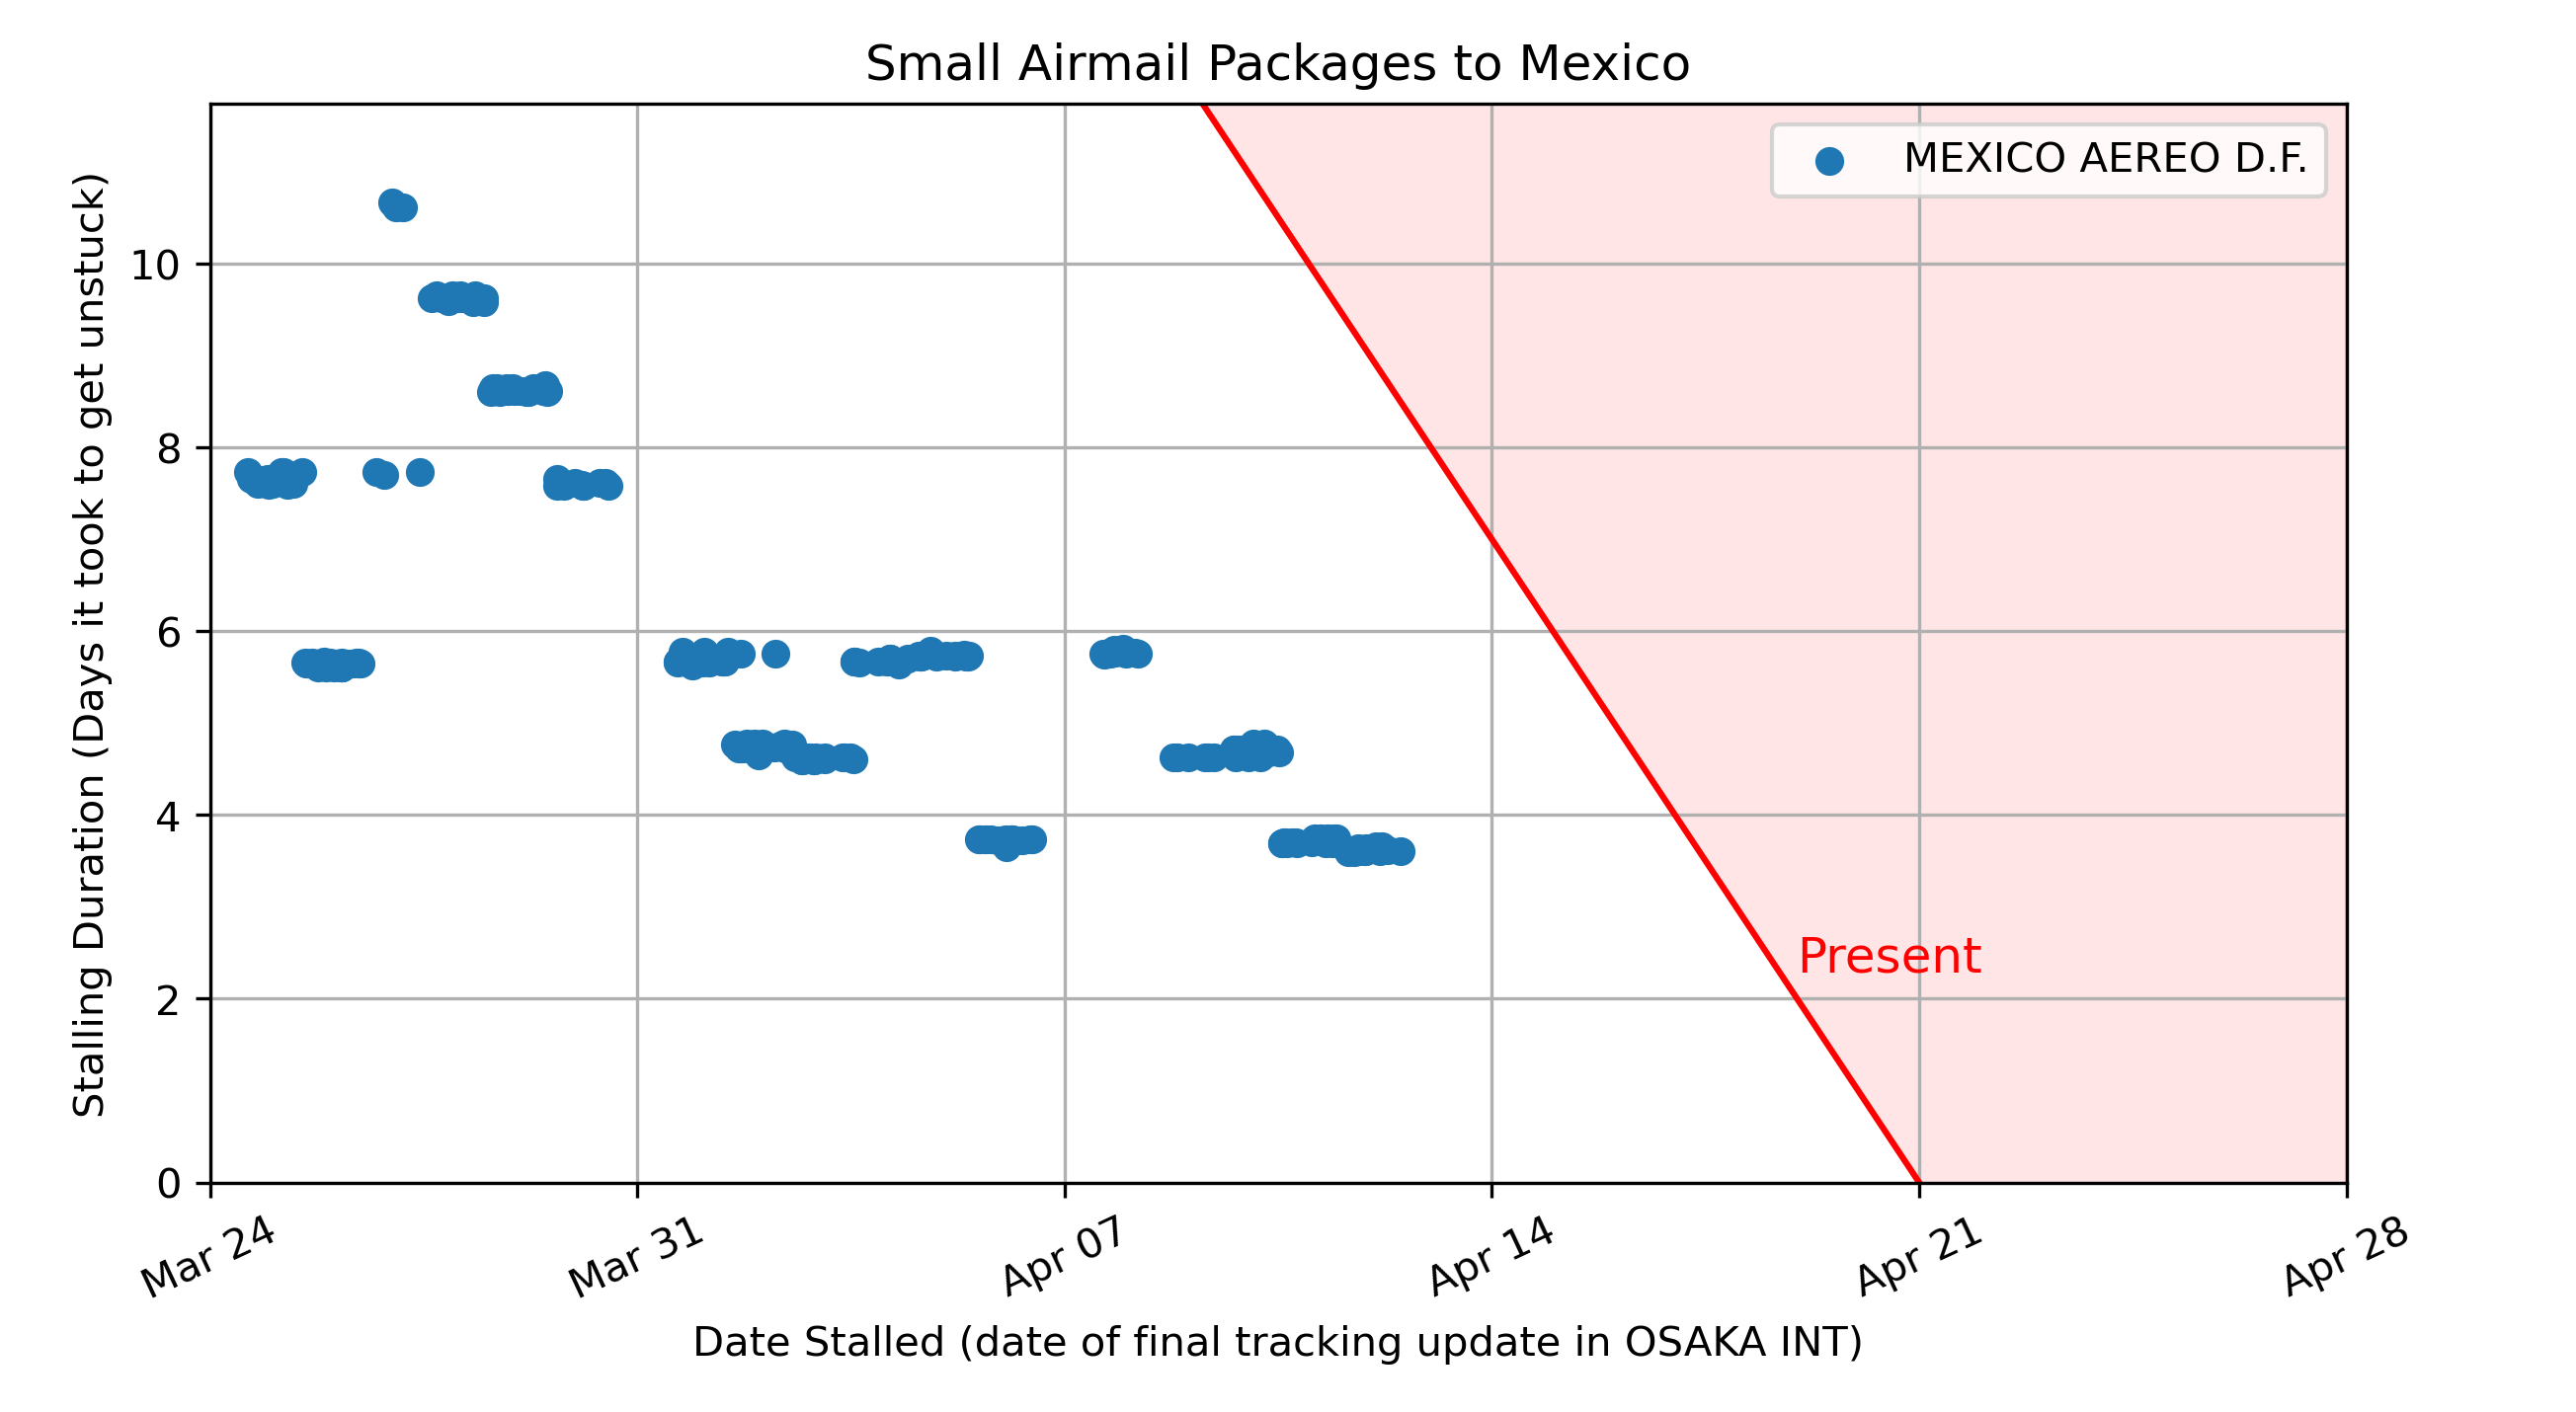 Small Airmail Packages to Mexico
MEXICO AEREO D.F.
Stalling Duration (Days it took to get unstuck)
10
8
6
4
2
0
Present
Mar 24
Mar 31
Apr 07
Apr 14
Apr 21
Apr 28
Date Stalled (date of final tracking update in OSAKA INT)